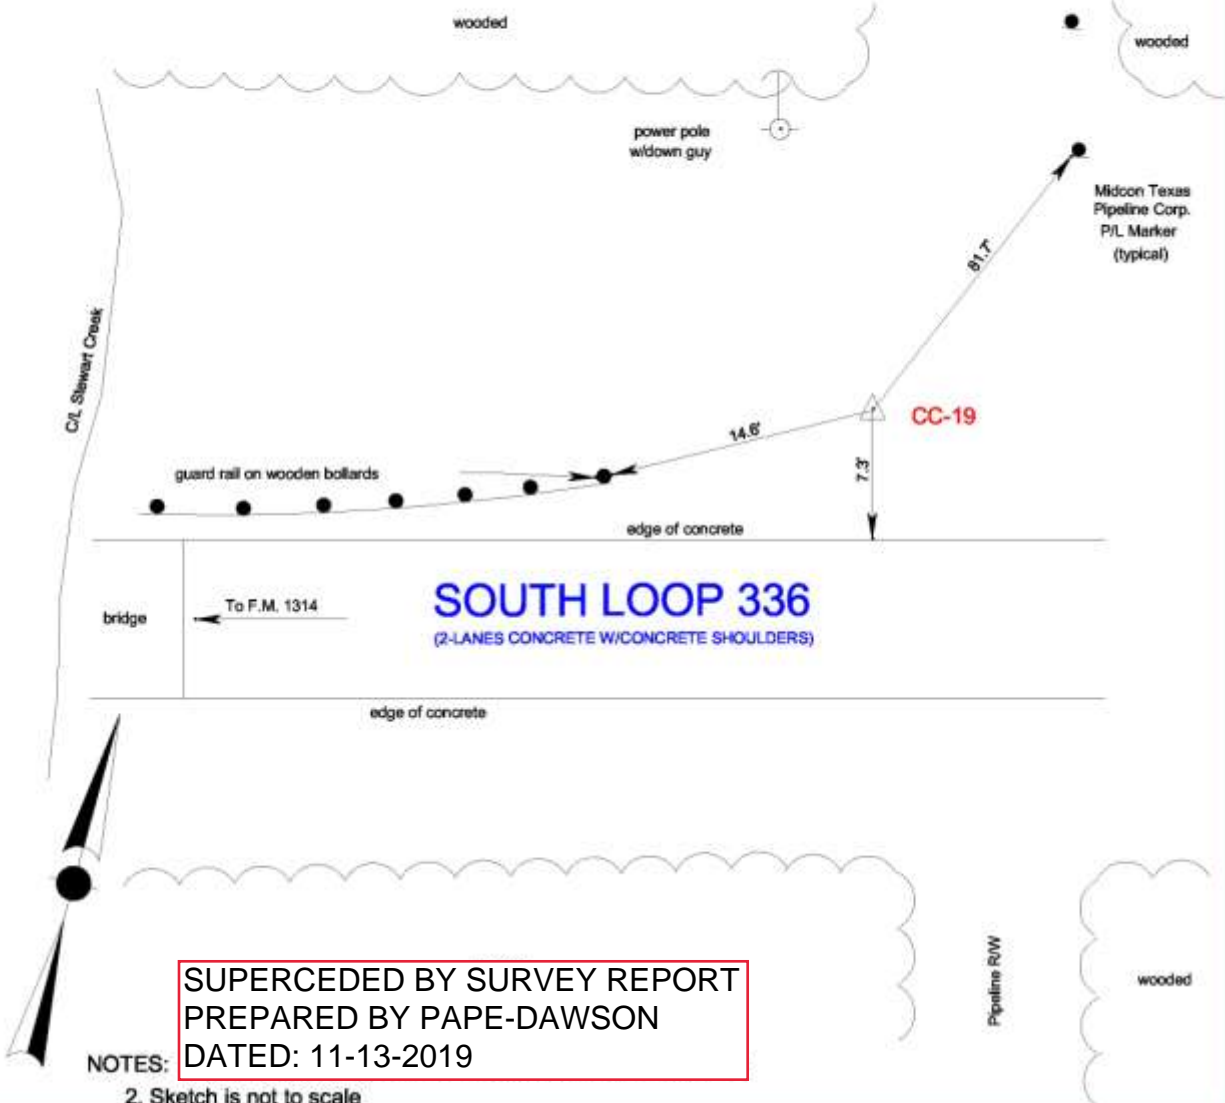 wooded
wooded
power pole
w/down guy
Midcon Texas
Pipeline Corp.
P/L Marker
(typical)
81.7'
C/L Stewart Creek
CC-19
14.6'
7.3'
guard rail on wooden bollards
edge of concrete
SOUTH LOOP 336
(2-LANES CONCRETE W/CONCRETE SHOULDERS)
To F.M. 1314
bridge
edge of concrete
Pipeline R/W
wooded
SUPERCEDED BY SURVEY REPORT
PREPARED BY PAPE-DAWSON
DATED: 11-13-2019
NOTES:
2. Sketch is not to scale